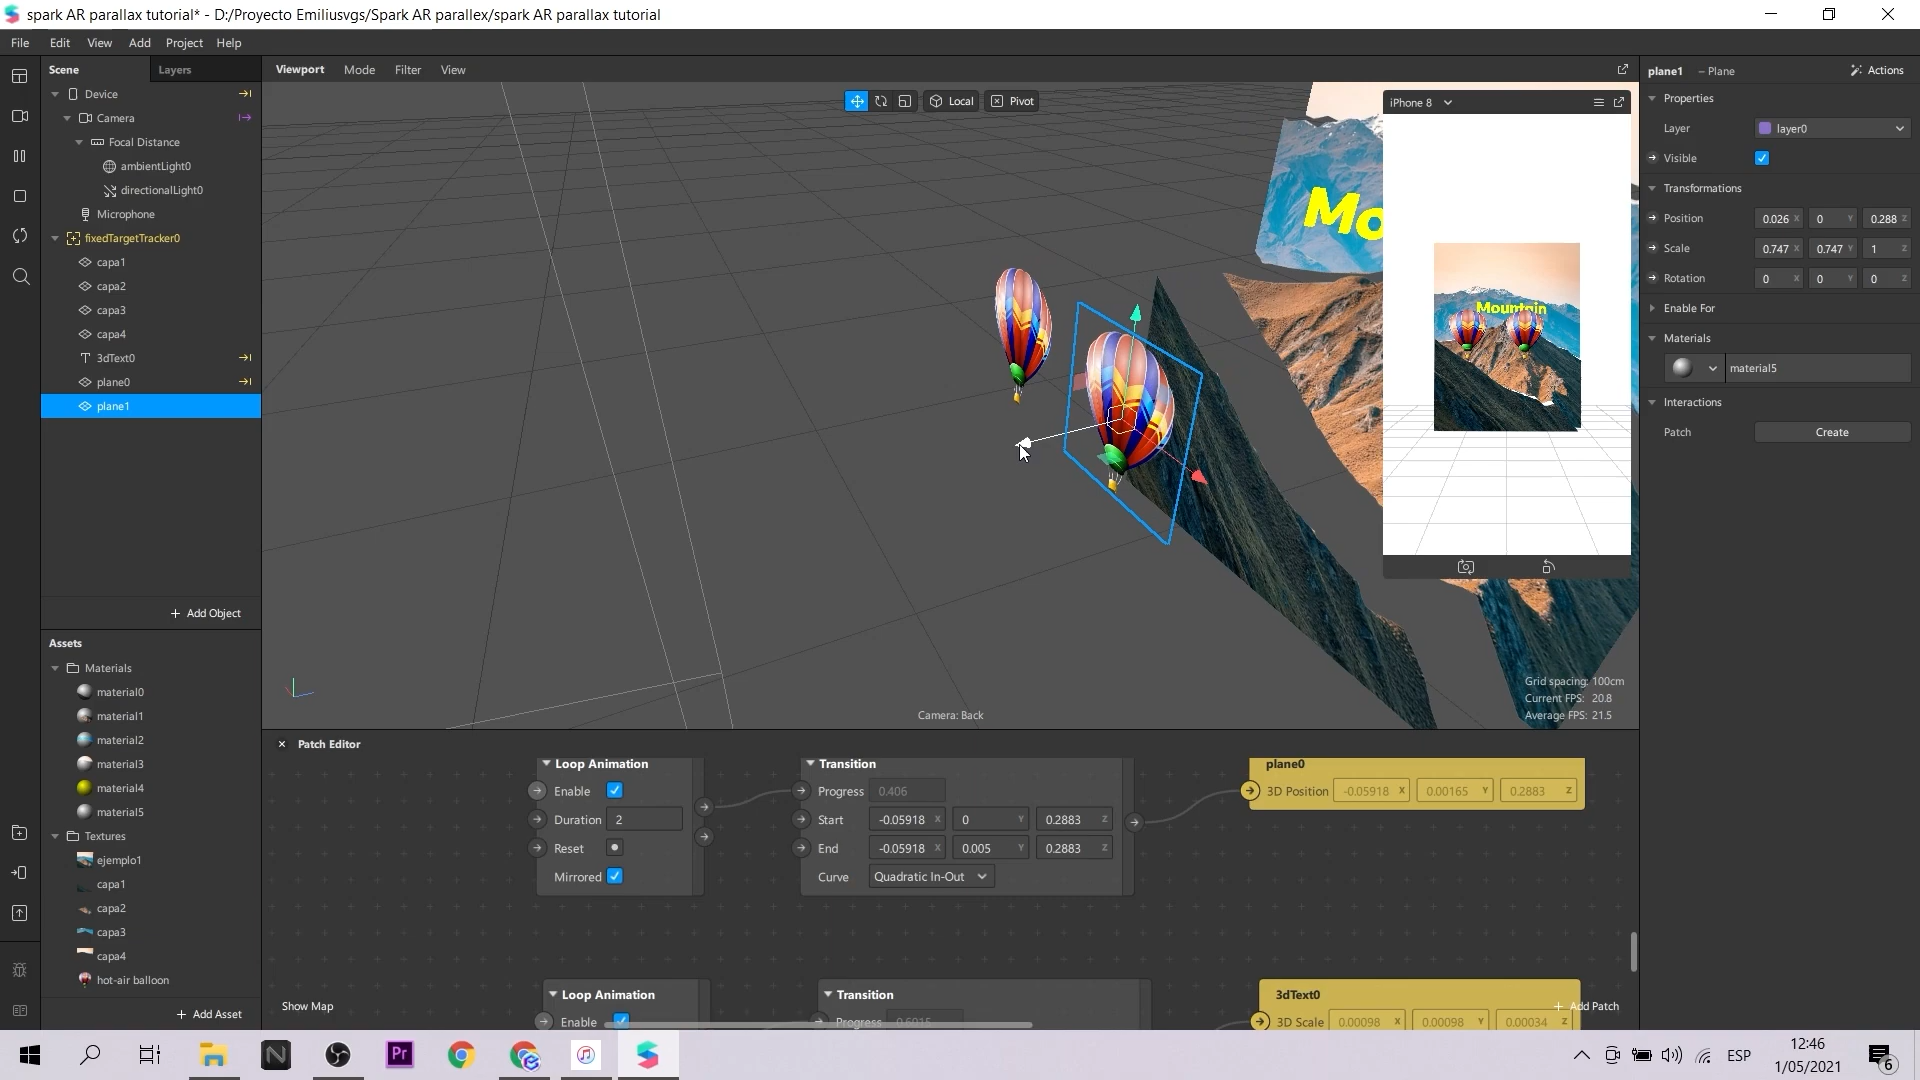 spark AR parallax tutorial* - D:/Proyecto Emiliusvgs/Spark AR parallex/spark AR parallax tutorial
File Edit View Add Project Help
Scene Layers
Device
Camera
Focal Distance
ambientLight0
directionalLight0
Microphone
fixedTargetTracker0
capa1
capa2
capa3
capa4
3dText0
plane0
plane1
+ Add Object
Assets
Materials
material0
material1
material2
material3
material4
material5
Textures
ejemplo1
capa1
capa2
capa3
capa4
hot-air balloon
+ Add Asset
Viewport Mode Filter View
Local Pivot
Mo
iPhone 8
Mountain
Grid spacing: 100cm
Current FPS: 20.8
Average FPS: 21.5
Camera: Back
Patch Editor
Loop Animation
Enable
Duration 2
Reset
Mirrored
Transition
Progress 0.406
Start -0.05918 X 0 Y 0.2883 Z
End -0.05918 X 0.005 Y 0.2883 Z
Curve Quadratic In-Out
plane0
3D Position -0.05918 X 0.00165 Y 0.2883 Z
Loop Animation
Enable
Transition
Progress 0.6015
3dText0
3D Scale 0.00098 X 0.00098 Y 0.00034 Z
Show Map
+ Add Patch
plane1 – Plane Actions
Properties
Layer layer0
Visible
Transformations
Position 0.026 X 0 Y 0.288 Z
Scale 0.747 X 0.747 Y 1 Z
Rotation 0 X 0 Y 0 Z
Enable For
Materials
material5
Interactions
Patch Create
N
Pr
ESP
12:46
1/05/2021
6